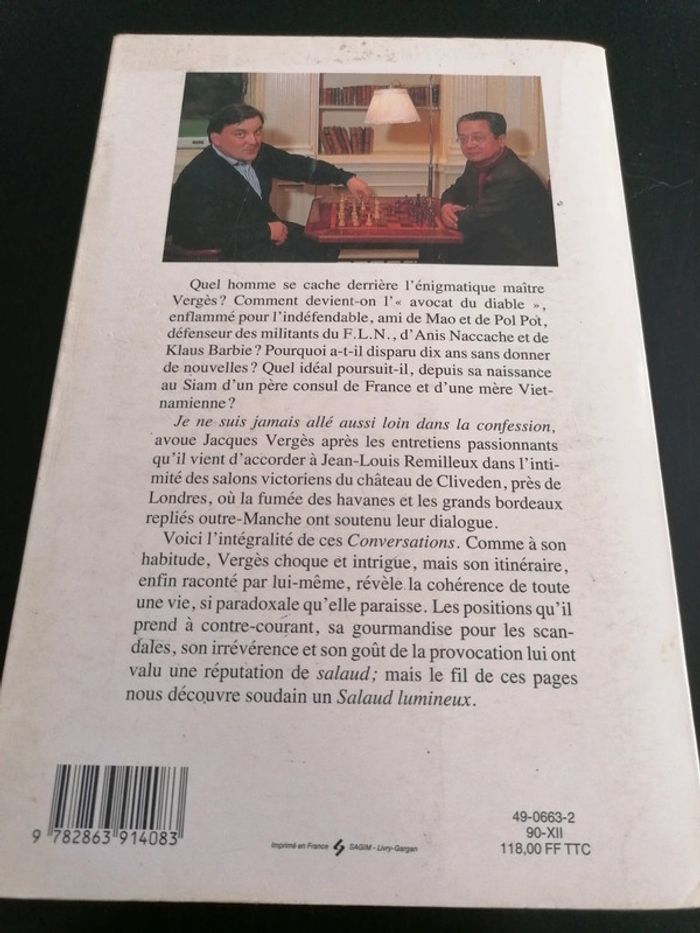 Quel homme se cache derrière l'énigmatique maître
Vergès? Comment devient-on l'« avocat du diable »,
enflammé pour l'indéfendable, ami de Mao et de Pol Pot,
défenseur des militants du F.L.N., d'Anis Naccache et de
Klaus Barbie? Pourquoi a-t-il disparu dix ans sans donner
de nouvelles? Quel idéal poursuit-il, depuis sa naissance
au Siam d'un père consul de France et d'une mère Viet-
namienne?
Je ne suis jamais allé aussi loin dans la confession,
avoue Jacques Vergès après les entretiens passionnants
qu'il vient d'accorder à Jean-Louis Remilleux dans l'inti-
mité des salons victoriens du château de Cliveden, près de
Londres, où la fumée des havanes et les grands bordeaux
repliés outre-Manche ont soutenu leur dialogue.
Voici l'intégralité de ces Conversations. Comme à son
habitude, Vergès choque et intrigue, mais son itinéraire,
enfin raconté par lui-même, révèle la cohérence de toute
une vie, si paradoxale qu'elle paraisse. Les positions qu'il
prend à contre-courant, sa gourmandise pour les scan-
dales, son irrévérence et son goût de la provocation lui ont
valu une réputation de salaud; mais le fil de ces pages
nous découvre soudain un Salaud lumineux.
9 782863 914083
Imprimé en France SAGIM - Livry-Gargan
49-0663-2
90-XII
118,00 FF TTC